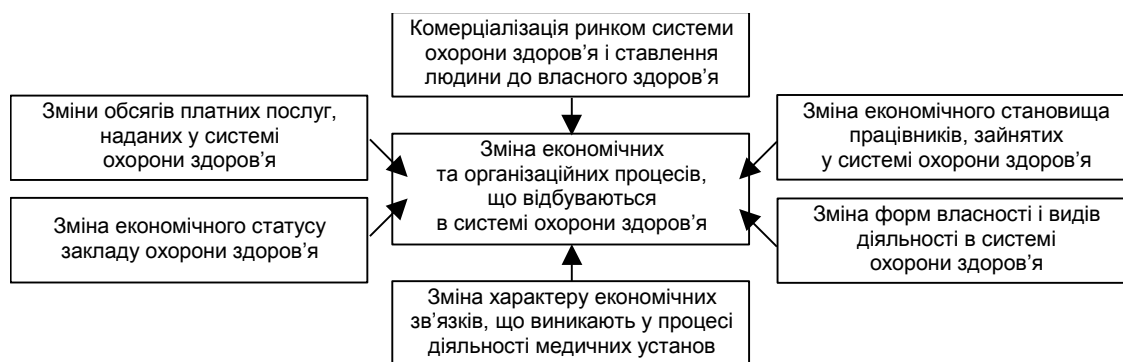 Комерціалізація ринком системи
охорони здоров’я і ставлення
людини до власного здоров’я
Зміни обсягів платних послуг,
наданих у системі
охорони здоров’я
Зміна економічного становища
працівників, зайнятих
у системі охорони здоров’я
Зміна економічних
та організаційних процесів,
що відбуваються
в системі охорони здоров’я
Зміна економічного статусу
закладу охорони здоров’я
Зміна форм власності і видів
діяльності в системі
охорони здоров’я
Зміна характеру економічних
зв’язків, що виникають у процесі
діяльності медичних установ